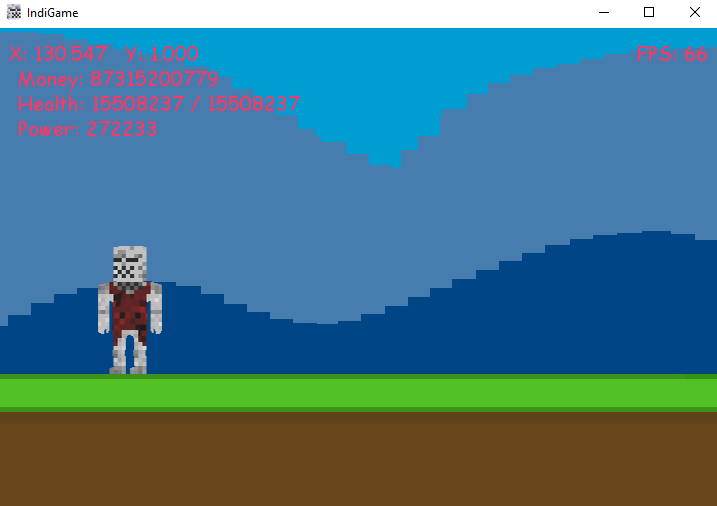 IndiGame
X: 130.547 Y: 1.000 FPS: 66
Money: 87315200779
Health: 15508237 / 15508237
Power: 272233